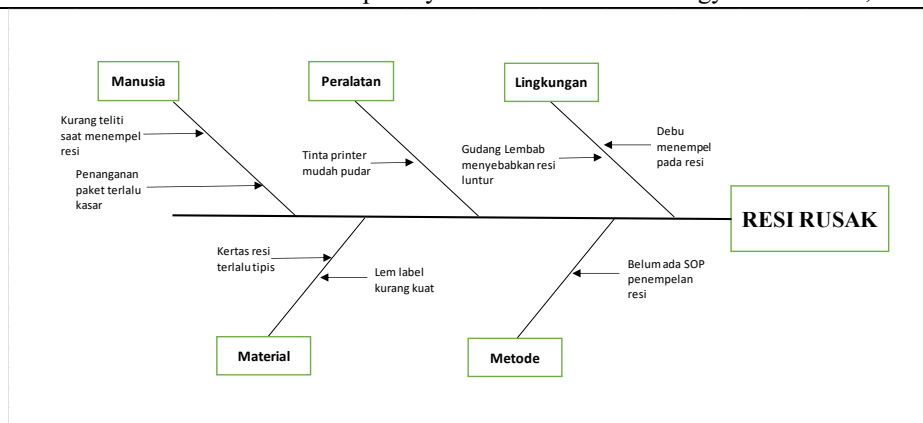 Manusia
Peralatan
Lingkungan
Kurang teliti
saat menempel
resi
Penanganan
paket terlalu
kasar
Tinta printer
mudah pudar
Gudang Lembab
menyebabkan resi
luntur
Debu
menempel
pada resi
RESI RUSAK
Kertas resi
terlalu tipis
Lem label
kurang kuat
Belum ada SOP
penempelan
resi
Material
Metode